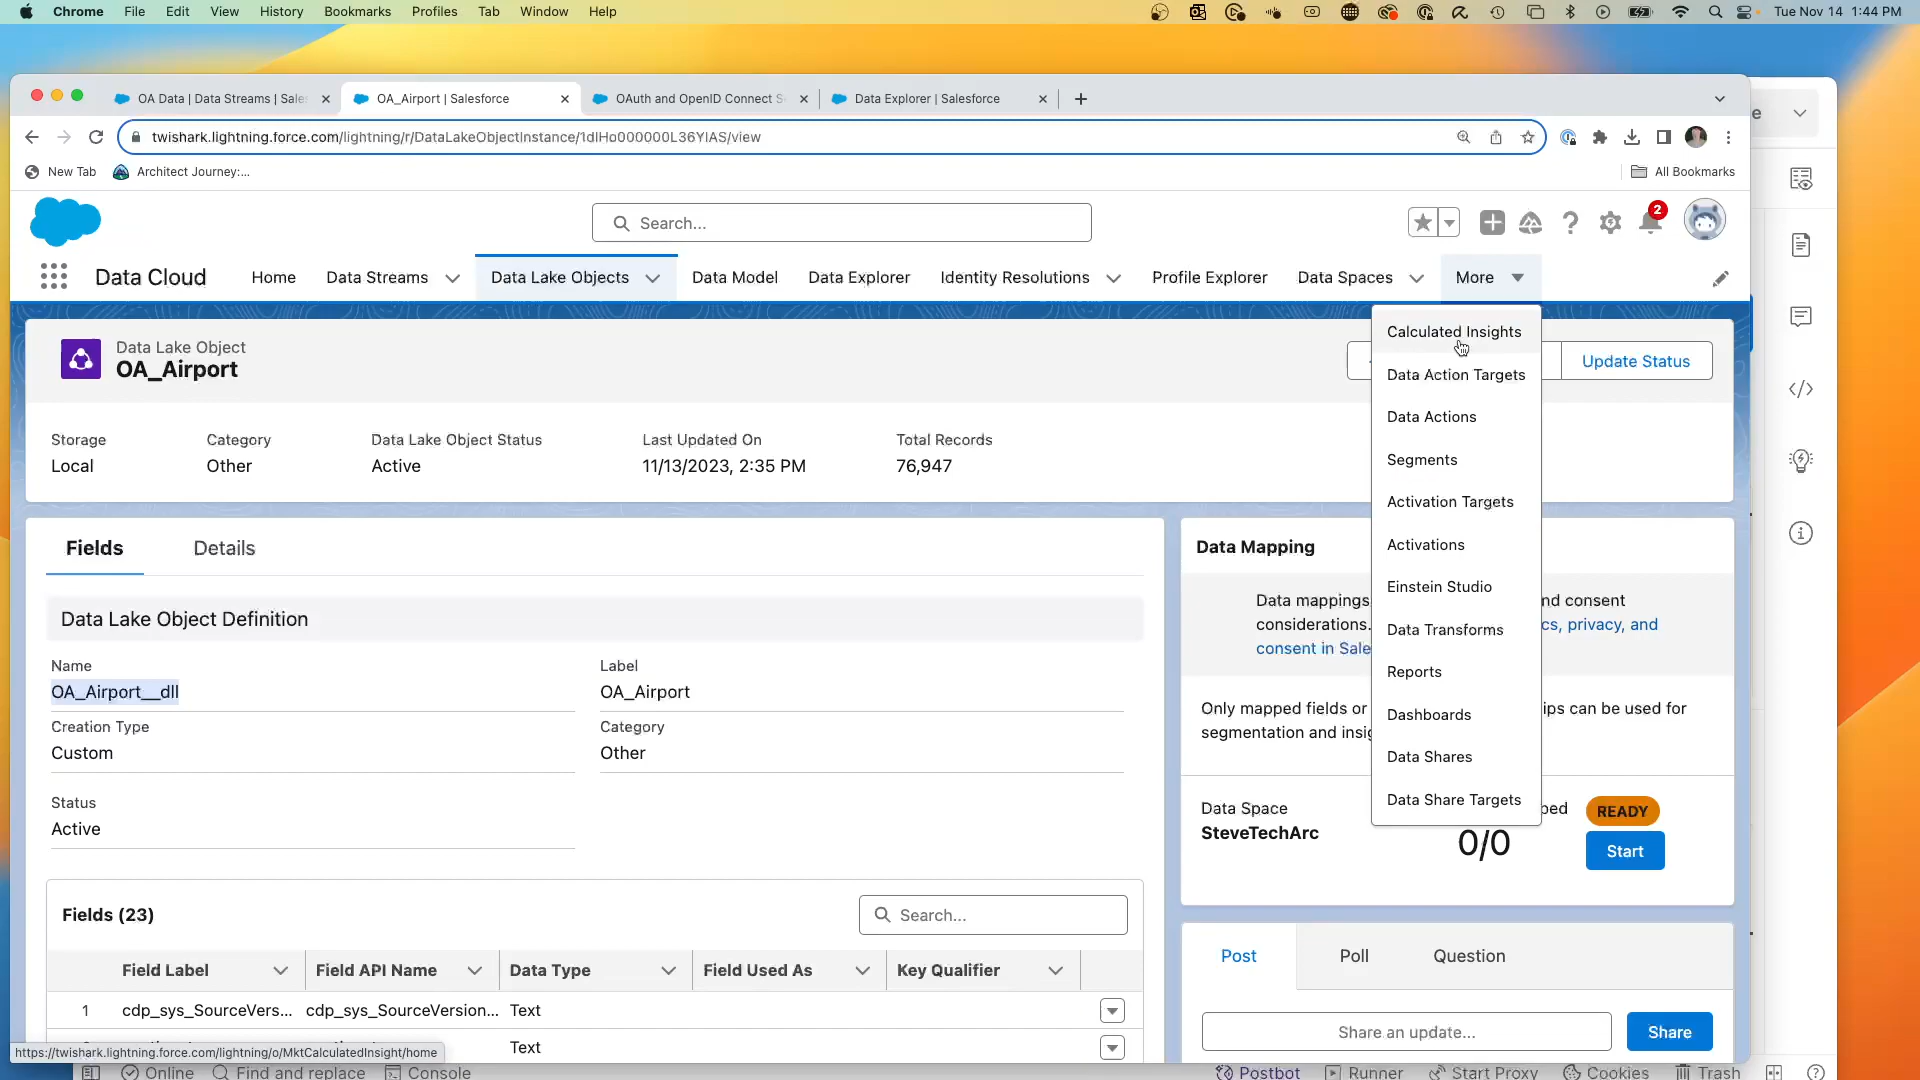 Chrome File Edit View History Bookmarks Profiles Tab Window Help Tue Nov 14 1:44 PM
OA Data | Data Streams | Sale OA_Airport | Salesforce OAuth and OpenID Connect S Data Explorer | Salesforce
twishark.lightning.force.com/lightning/r/DataLakeObjectInstance/1dlHo000000L36YIAS/view
New Tab Architect Journey:... All Bookmarks
Search... 2
Data Cloud Home Data Streams Data Lake Objects Data Model Data Explorer Identity Resolutions Profile Explorer Data Spaces More
Calculated Insights
Data Action Targets
Data Actions
Segments
Activation Targets
Activations
Einstein Studio
Data Transforms
Reports
Dashboards
Data Shares
Data Share Targets
Data Lake Object
OA_Airport
Update Status
Storage Category Data Lake Object Status Last Updated On Total Records
Local Other Active 11/13/2023, 2:35 PM 76,947
Fields Details
Data Lake Object Definition
Name Label
OA_Airport__dll OA_Airport
Creation Type Category
Custom Other
Status
Active
Fields (23) Search...
Field Label Field API Name Data Type Field Used As Key Qualifier
1 cdp_sys_SourceVers... cdp_sys_SourceVersion... Text
Text
Data Mapping
Data mappings nd consent
considerations. cs, privacy, and
consent in Sale
Only mapped fields or ips can be used for
segmentation and insig
Data Space ped READY
SteveTechArc 0/0 Start
Post Poll Question
Share an update... Share
https://twishark.lightning.force.com/lightning/o/MktCalculatedInsight/home
Online Find and replace Console Postbot Runner Start Proxy Cookies Trash